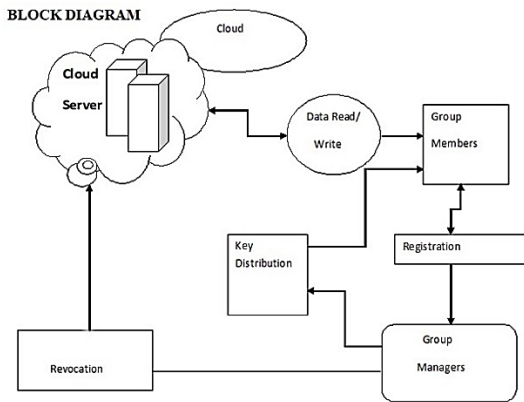 BLOCK DIAGRAM
Cloud
Cloud
Server
Data Read/
Write
Group
Members
Key
Distribution
Registration
Group
Managers
Revocation